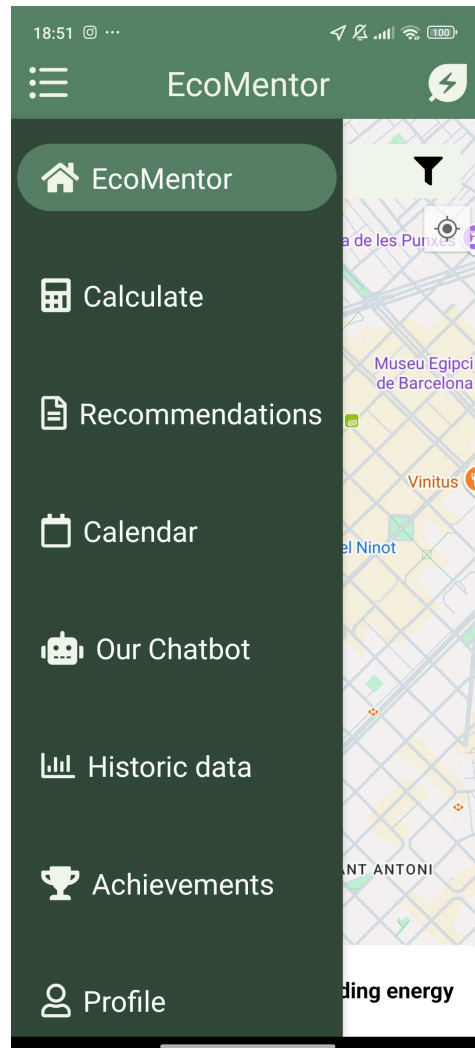 18:51
100
EcoMentor
EcoMentor
Calculate
Recommendations
Calendar
Our Chatbot
Historic data
Achievements
Profile
a de les Punxes
Museu Egipci
de Barcelona
Vinitus
el Ninot
ANT ANTONI
ding energy